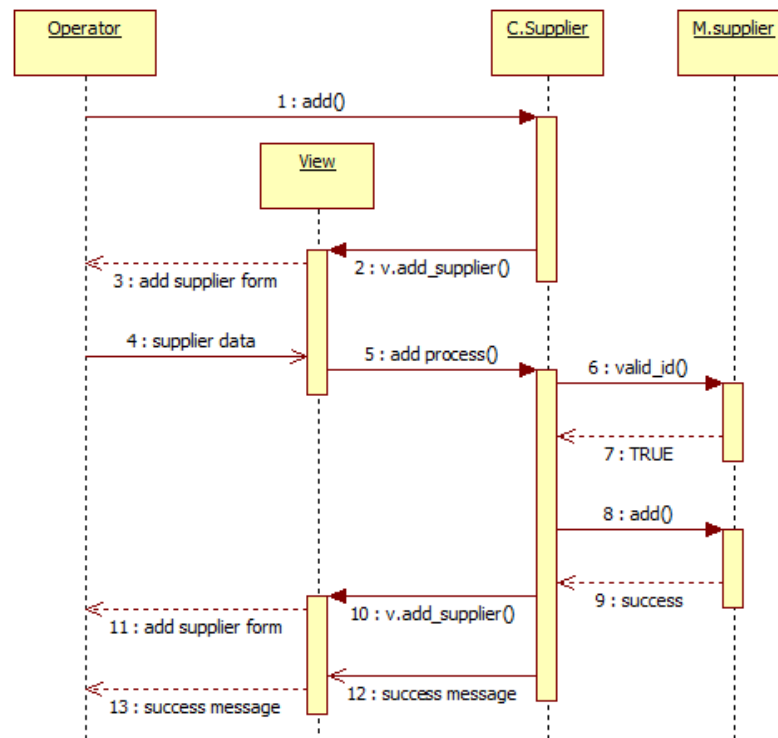 Operator
C.Supplier
M.supplier
1 : add()
View
2 : v.add_supplier()
3 : add supplier form
4 : supplier data
5 : add process()
6 : valid_id()
7 : TRUE
8 : add()
9 : success
10 : v.add_supplier()
11 : add supplier form
12 : success message
13 : success message